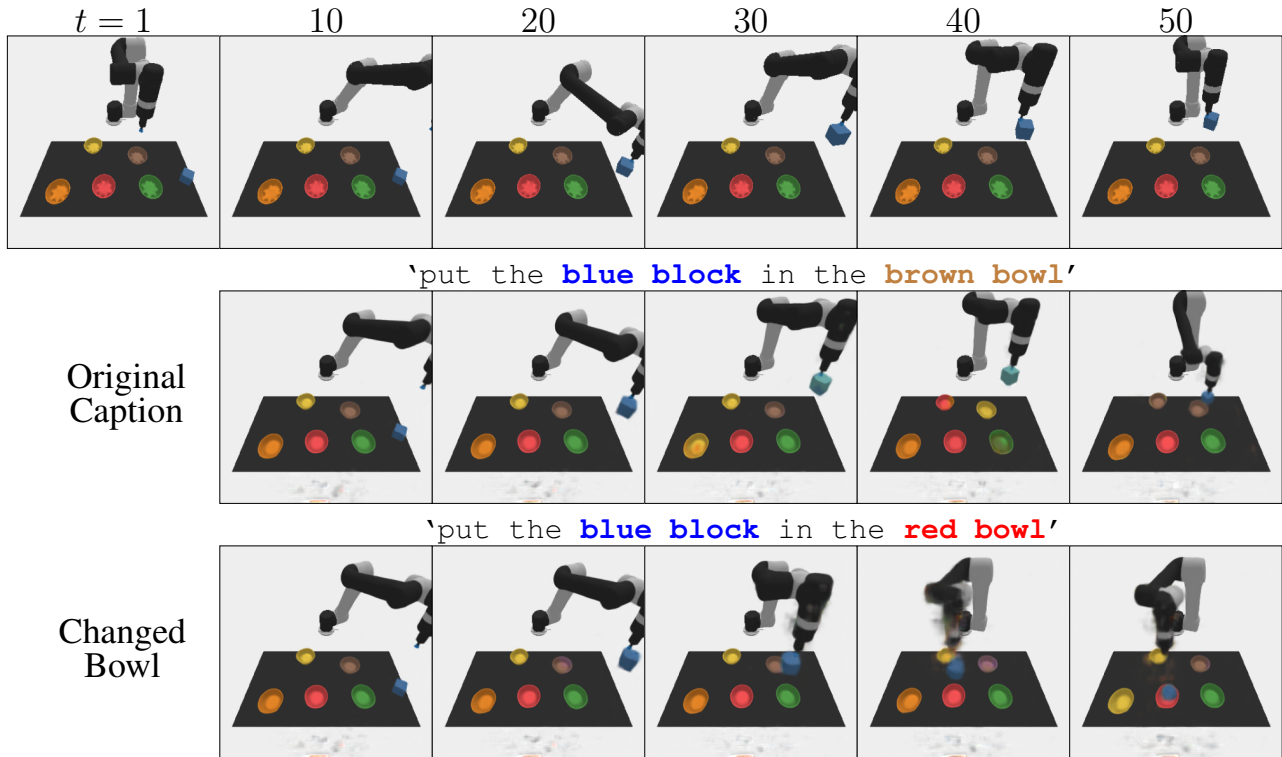 t = 1 10 20 30 40 50
‘put the blue block in the brown bowl’
Original
Caption
‘put the blue block in the red bowl’
Changed
Bowl